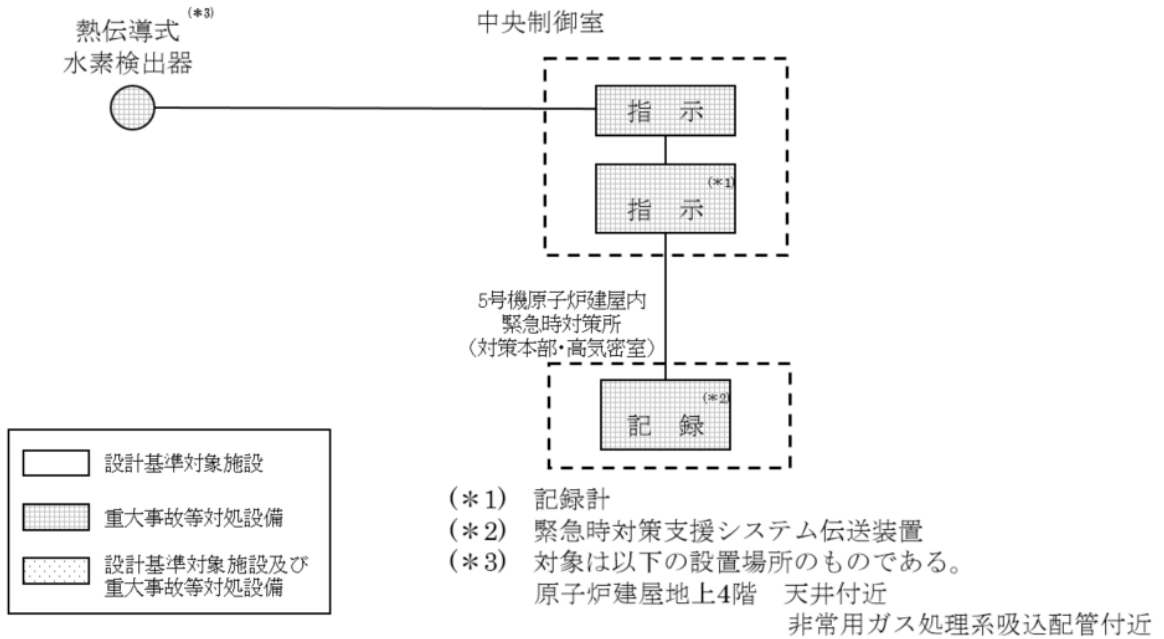 熱伝導式 (*3)
水素検出器
中央制御室
指 示
指 示 (*1)
5号機原子炉建屋内
緊急時対策所
(対策本部・高気密室)
記 録 (*2)
設計基準対象施設
重大事故等対処設備
設計基準対象施設及び
重大事故等対処設備
(*1) 記録計
(*2) 緊急時対策支援システム伝送装置
(*3) 対象は以下の設置場所のものである。
原子炉建屋地上4階 天井付近
非常用ガス処理系吸込配管付近